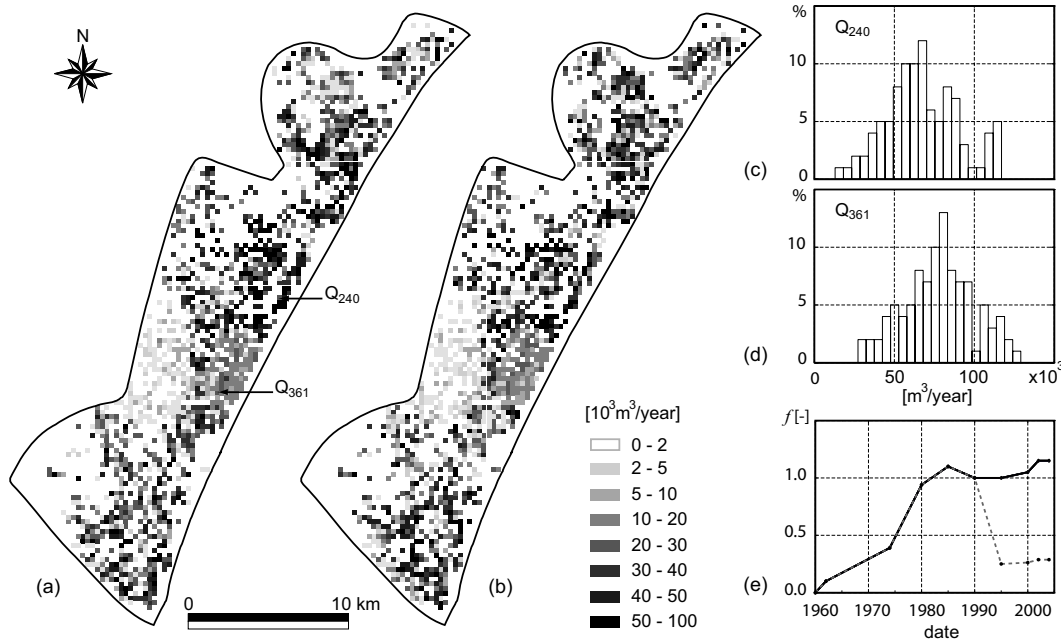 N
Q240
Q361
(a)
0 10 km
(b)
[10³m³/year]
0 - 2
2 - 5
5 - 10
10 - 20
20 - 30
30 - 40
40 - 50
50 - 100
%
Q240
10
5
0
(c)
%
Q361
10
5
0
(d)
0 50 100 x10³
[m³/year]
f [-]
1.0
0.5
0.0
(e)
1960 1970 1980 1990 2000
date